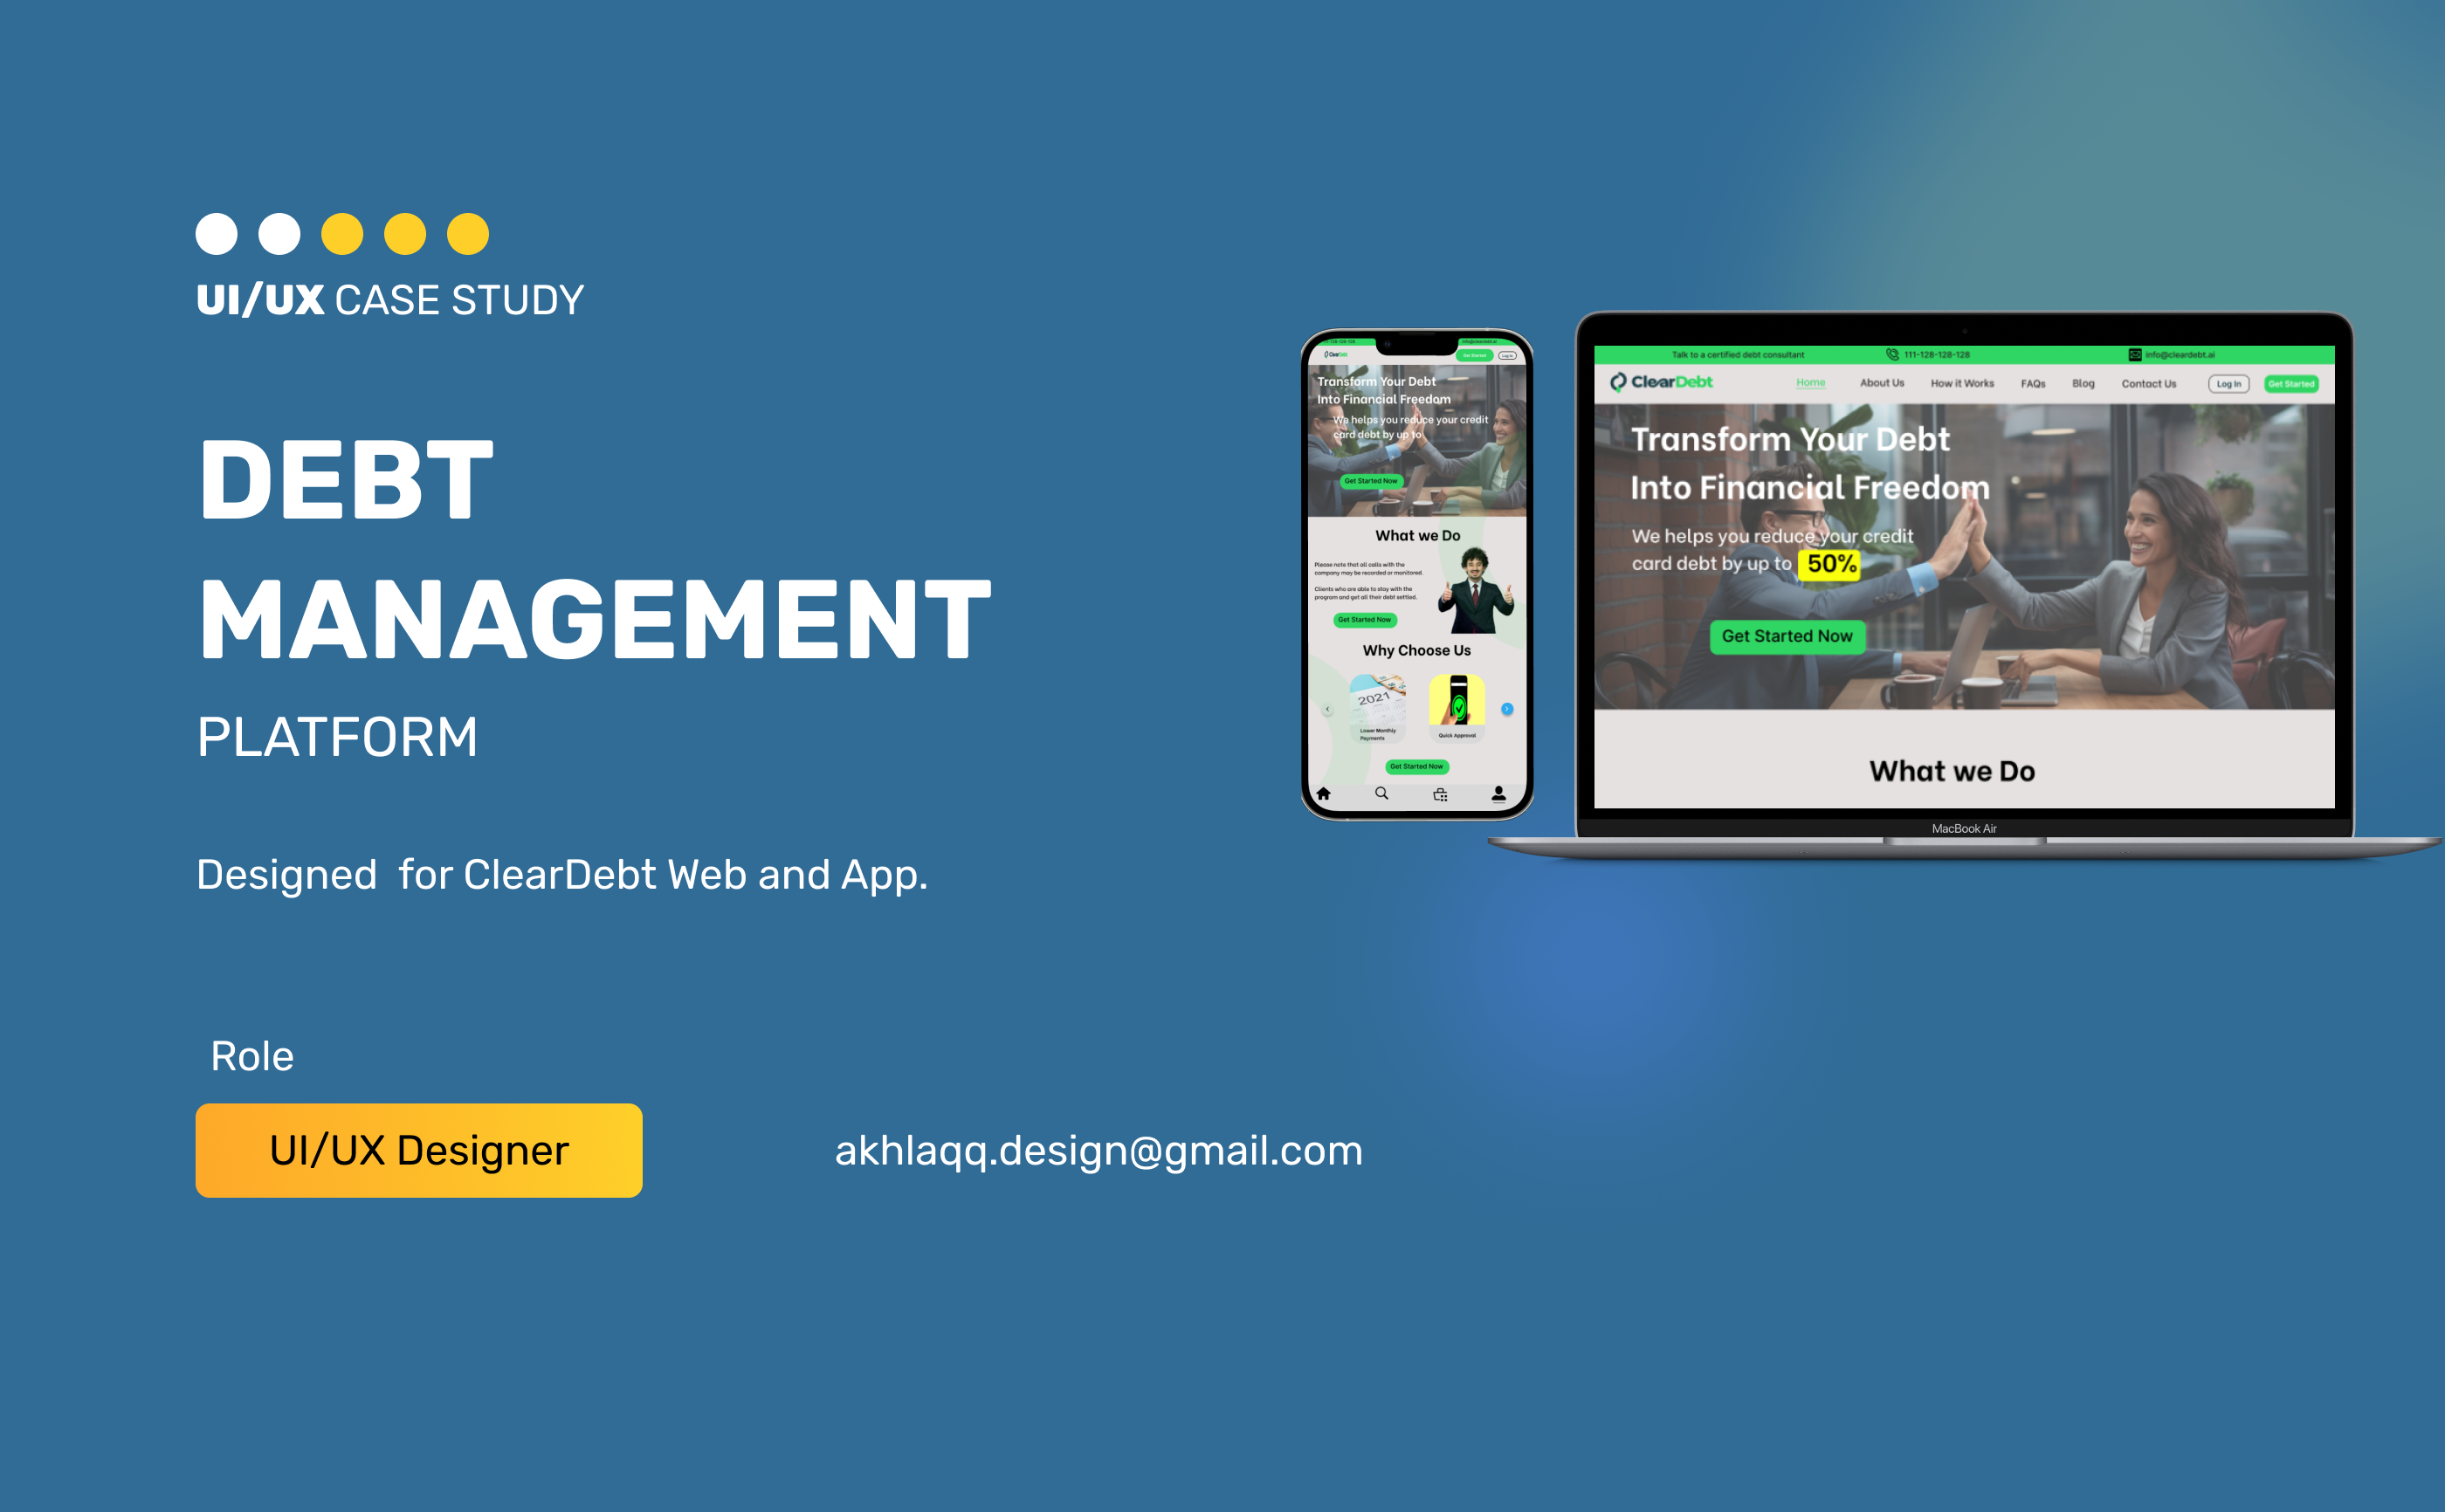 UI/UX CASE STUDY
DEBT
MANAGEMENT
PLATFORM
Designed  for ClearDebt Web and App.
Role
UI/UX Designer
akhlaqq.design@gmail.com
128-128-128
info@cleardebt.ai
ClearDebt
Get Started
Log In
Transform Your Debt
Into Financial Freedom
We helps you reduce your credit
card debt by up to
Get Started Now
What we Do
Please note that all calls with the
company may be recorded or monitored.
Clients who are able to stay with the
program and get all their debt settled.
Get Started Now
Why Choose Us
2021
Lower Monthly
Payments
Quick Approval
Get Started Now
Talk to a certified debt consultant
111-128-128-128
info@cleardebt.ai
ClearDebt
Home
About Us
How it Works
FAQs
Blog
Contact Us
Log In
Get Started
Transform Your Debt
Into Financial Freedom
We helps you reduce your credit
card debt by up to 50%
Get Started Now
What we Do
MacBook Air